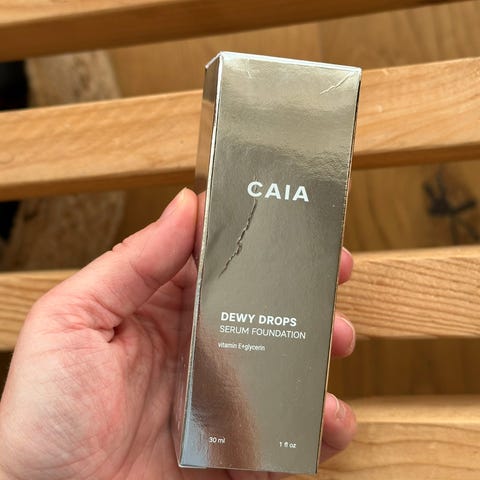 CAIA
DEWY DROPS
SERUM FOUNDATION
vitamin E+glycerin
30 ml 1 fl oz